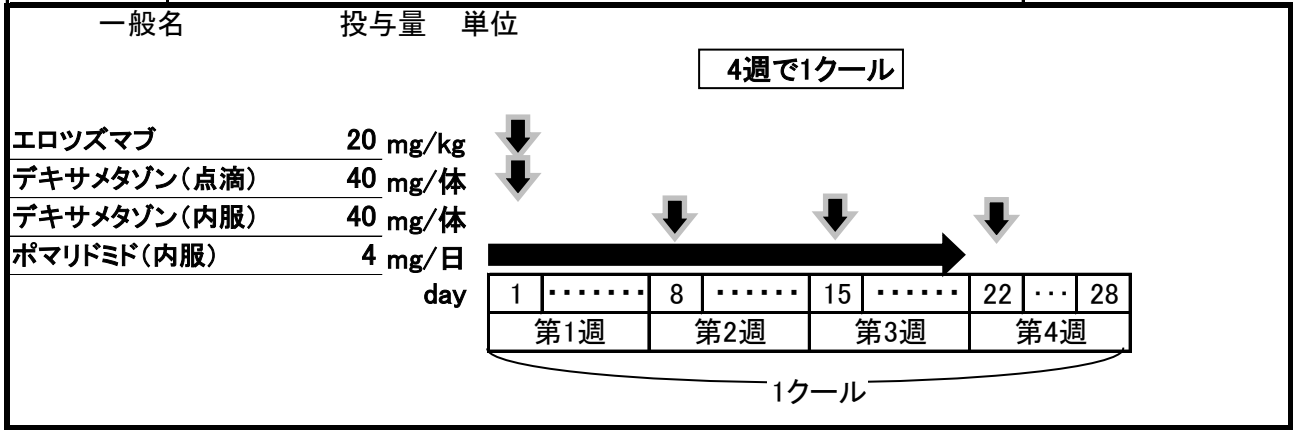 一般名 投与量 単位
4週で1クール
エロツズマブ 20 mg/kg
デキサメタゾン(点滴) 40 mg/体
デキサメタゾン(内服) 40 mg/体
ポマリドミド(内服) 4 mg/日
day 1 ・・・・・・・ 8 ・・・・・・ 15 ・・・・・・ 22 ・・・ 28
第1週 第2週 第3週 第4週
1クール